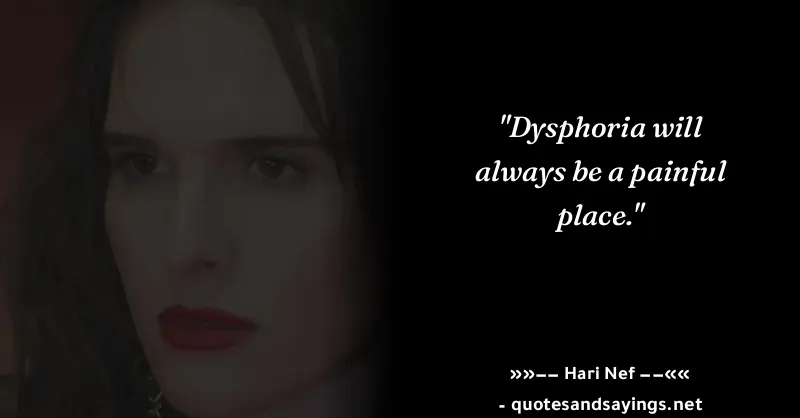 "Dysphoria will
always be a painful
place."
»»–– Hari Nef ––««
- quotesandsayings.net